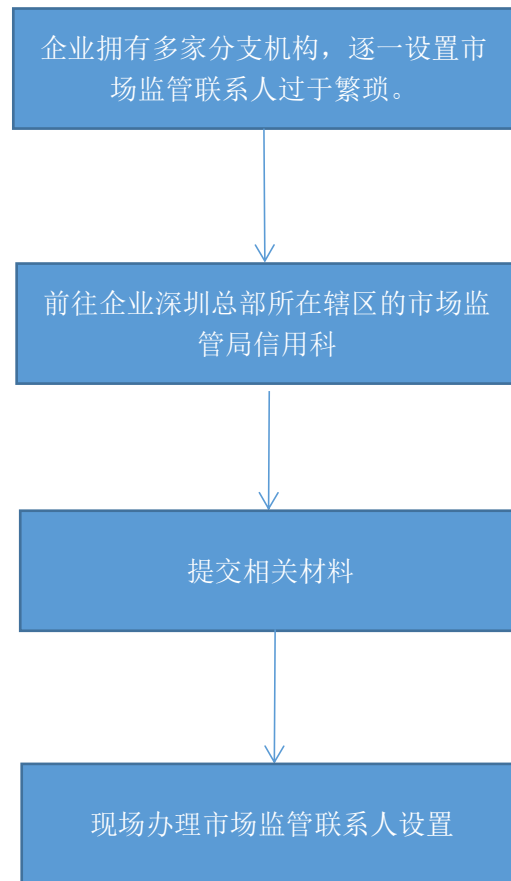 企业拥有多家分支机构，逐一设置市
场监管联系人过于繁琐。
前往企业深圳总部所在辖区的市场监
管局信用科
提交相关材料
现场办理市场监管联系人设置